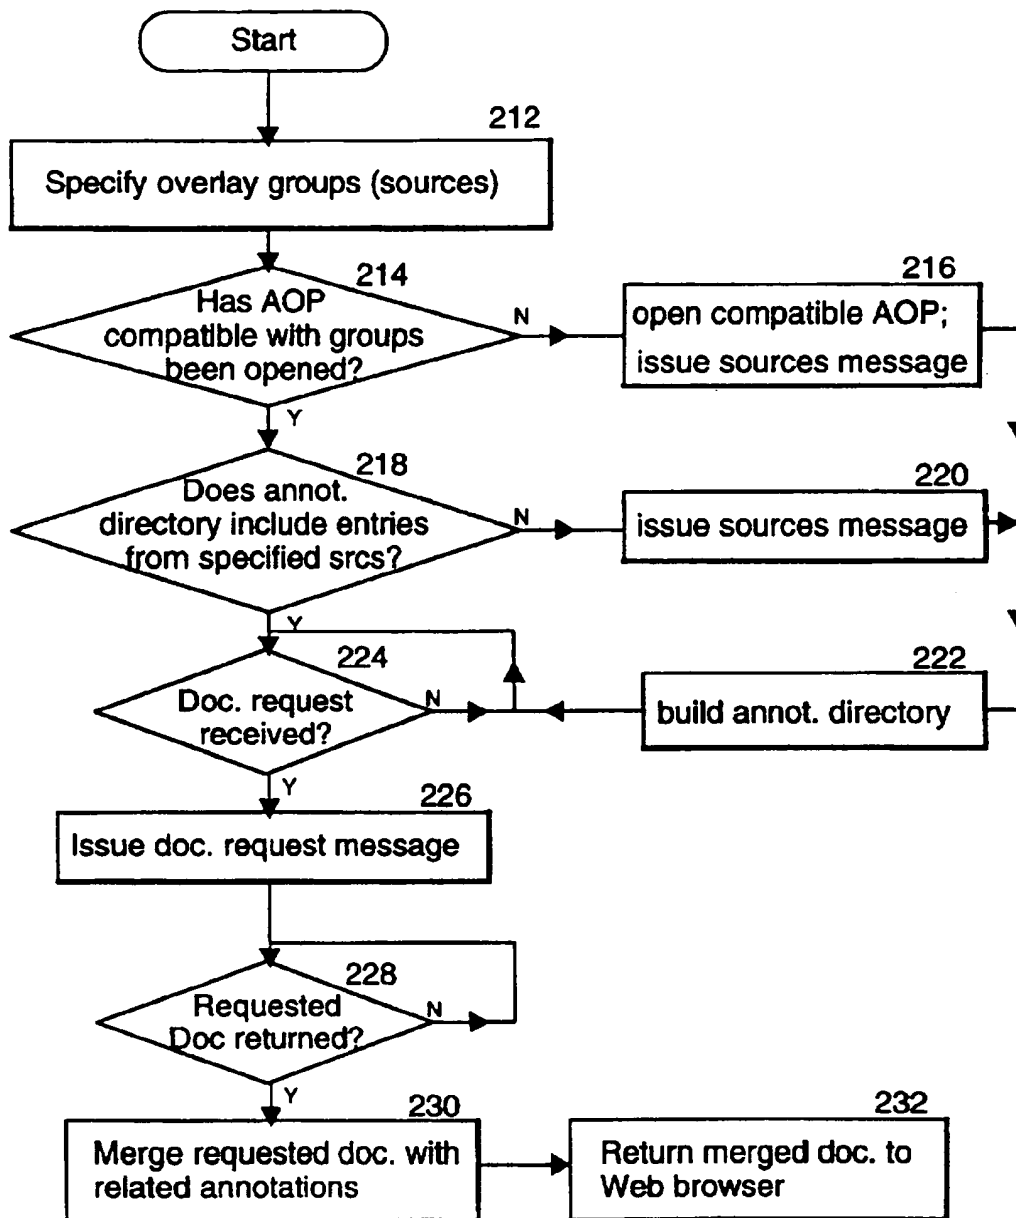 Start
212
Specify overlay groups (sources)
214
Has AOP
compatible with groups
been opened?
N
216
open compatible AOP;
issue sources message
Y
218
Does annot.
directory include entries
from specified srcs?
N
220
issue sources message
Y
224
Doc. request
received?
N
222
build annot. directory
Y
226
Issue doc. request message
228
Requested
Doc returned?
N
Y
230
Merge requested doc. with
related annotations
232
Return merged doc. to
Web browser